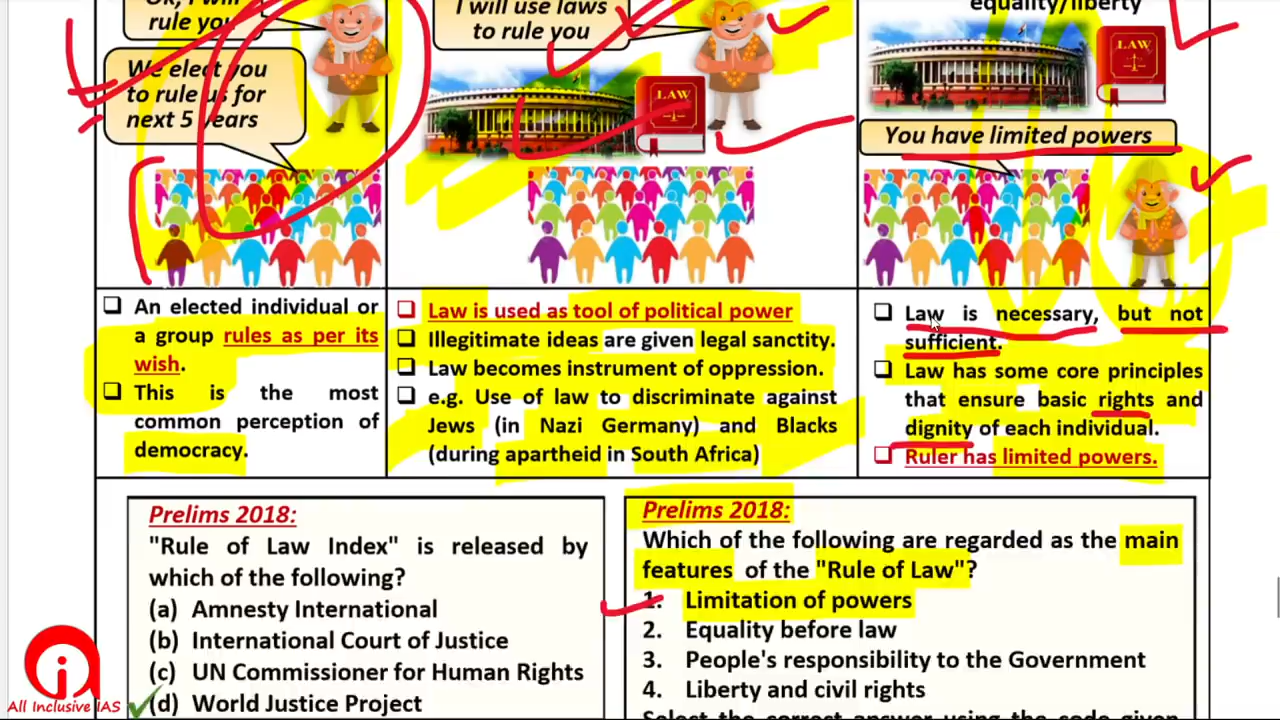 Ok, I will
rule you
We elect you
to rule us for
next 5 years
I will use laws
to rule you
LAW
equality/liberty
LAW
You have limited powers
❑ An elected individual or
a group rules as per its
wish.
❑ This is the most
common perception of
democracy.
❑ Law is used as tool of political power
❑ Illegitimate ideas are given legal sanctity.
❑ Law becomes instrument of oppression.
❑ e.g. Use of law to discriminate against
Jews (in Nazi Germany) and Blacks
(during apartheid in South Africa)
❑ Law is necessary, but not
sufficient.
❑ Law has some core principles
that ensure basic rights and
dignity of each individual.
❑ Ruler has limited powers.
Prelims 2018:
"Rule of Law Index" is released by
which of the following?
(a) Amnesty International
(b) International Court of Justice
(c) UN Commissioner for Human Rights
(d) World Justice Project
Prelims 2018:
Which of the following are regarded as the main
features of the "Rule of Law"?
1. Limitation of powers
2. Equality before law
3. People's responsibility to the Government
4. Liberty and civil rights
Select the correct answer using the code given
All Inclusive IAS